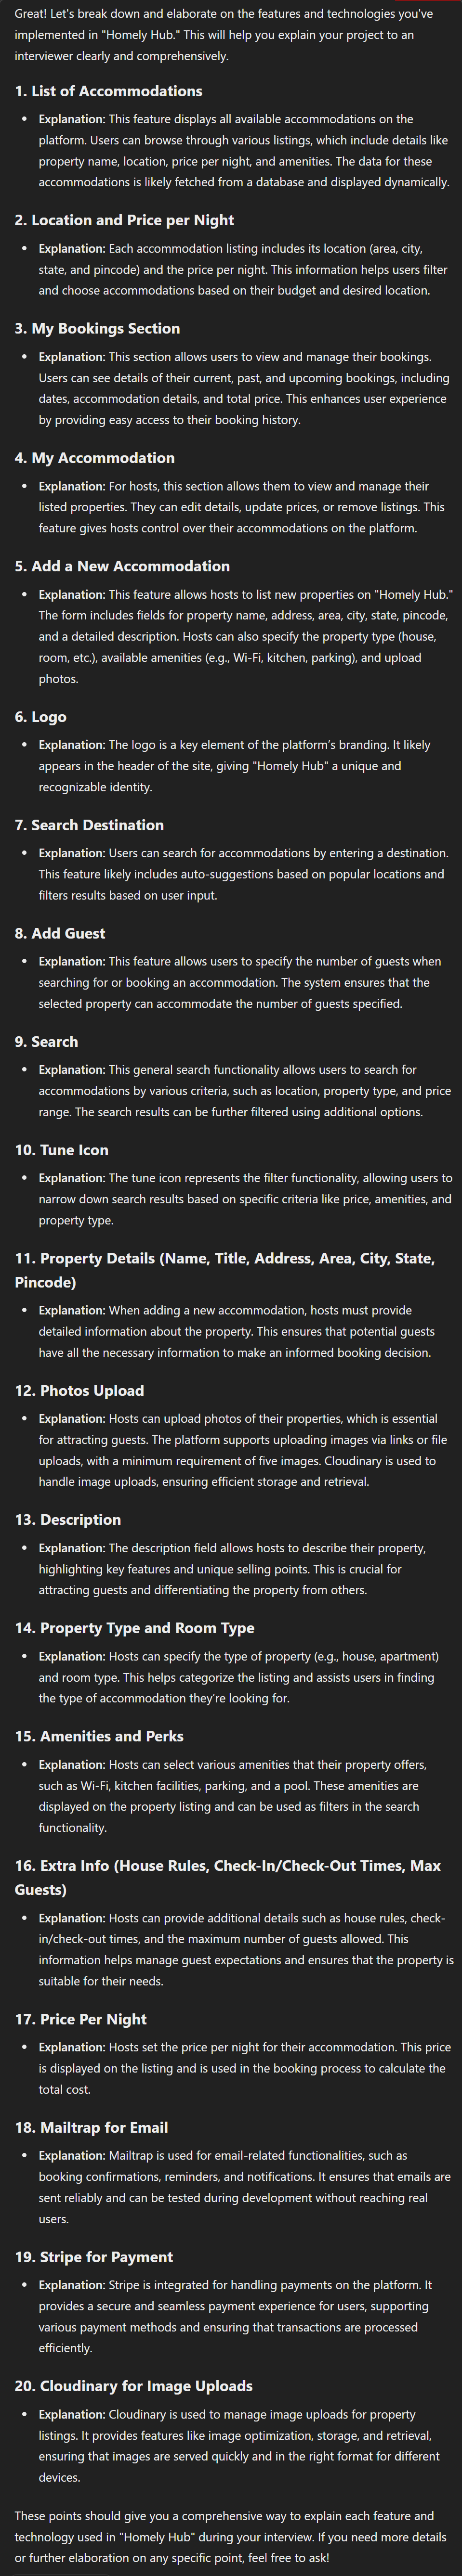 Great! Let's break down and elaborate on the features and technologies you've
implemented in "Homely Hub." This will help you explain your project to an
interviewer clearly and comprehensively.
1. List of Accommodations
• Explanation: This feature displays all available accommodations on the
platform. Users can browse through various listings, which include details like
property name, location, price per night, and amenities. The data for these
accommodations is likely fetched from a database and displayed dynamically.
2. Location and Price per Night
• Explanation: Each accommodation listing includes its location (area, city,
state, and pincode) and the price per night. This information helps users filter
and choose accommodations based on their budget and desired location.
3. My Bookings Section
• Explanation: This section allows users to view and manage their bookings.
Users can see details of their current, past, and upcoming bookings, including
dates, accommodation details, and total price. This enhances user experience
by providing easy access to their booking history.
4. My Accommodation
• Explanation: For hosts, this section allows them to view and manage their
listed properties. They can edit details, update prices, or remove listings. This
feature gives hosts control over their accommodations on the platform.
5. Add a New Accommodation
• Explanation: This feature allows hosts to list new properties on "Homely Hub."
The form includes fields for property name, address, area, city, state, pincode,
and a detailed description. Hosts can also specify the property type (house,
room, etc.), available amenities (e.g., Wi-Fi, kitchen, parking), and upload
photos.
6. Logo
• Explanation: The logo is a key element of the platform's branding. It likely
appears in the header of the site, giving "Homely Hub" a unique and
recognizable identity.
7. Search Destination
• Explanation: Users can search for accommodations by entering a destination.
This feature likely includes auto-suggestions based on popular locations and
filters results based on user input.
8. Add Guest
• Explanation: This feature allows users to specify the number of guests when
searching for or booking an accommodation. The system ensures that the
selected property can accommodate the number of guests specified.
9. Search
• Explanation: This general search functionality allows users to search for
accommodations by various criteria, such as location, property type, and price
range. The search results can be further filtered using additional options.
10. Tune Icon
• Explanation: The tune icon represents the filter functionality, allowing users to
narrow down search results based on specific criteria like price, amenities, and
property type.
11. Property Details (Name, Title, Address, Area, City, State,
Pincode)
• Explanation: When adding a new accommodation, hosts must provide
detailed information about the property. This ensures that potential guests
have all the necessary information to make an informed booking decision.
12. Photos Upload
• Explanation: Hosts can upload photos of their properties, which is essential
for attracting guests. The platform supports uploading images via links or file
uploads, with a minimum requirement of five images. Cloudinary is used to
handle image uploads, ensuring efficient storage and retrieval.
13. Description
• Explanation: The description field allows hosts to describe their property,
highlighting key features and unique selling points. This is crucial for
attracting guests and differentiating the property from others.
14. Property Type and Room Type
• Explanation: Hosts can specify the type of property (e.g., house, apartment)
and room type. This helps categorize the listing and assists users in finding
the type of accommodation they're looking for.
15. Amenities and Perks
• Explanation: Hosts can select various amenities that their property offers,
such as Wi-Fi, kitchen facilities, parking, and a pool. These amenities are
displayed on the property listing and can be used as filters in the search
functionality.
16. Extra Info (House Rules, Check-In/Check-Out Times, Max
Guests)
• Explanation: Hosts can provide additional details such as house rules, check-
in/check-out times, and the maximum number of guests allowed. This
information helps manage guest expectations and ensures that the property is
suitable for their needs.
17. Price Per Night
• Explanation: Hosts set the price per night for their accommodation. This price
is displayed on the listing and is used in the booking process to calculate the
total cost.
18. Mailtrap for Email
• Explanation: Mailtrap is used for email-related functionalities, such as
booking confirmations, reminders, and notifications. It ensures that emails are
sent reliably and can be tested during development without reaching real
users.
19. Stripe for Payment
• Explanation: Stripe is integrated for handling payments on the platform. It
provides a secure and seamless payment experience for users, supporting
various payment methods and ensuring that transactions are processed
efficiently.
20. Cloudinary for Image Uploads
• Explanation: Cloudinary is used to manage image uploads for property
listings. It provides features like image optimization, storage, and retrieval,
ensuring that images are served quickly and in the right format for different
devices.
These points should give you a comprehensive way to explain each feature and
technology used in "Homely Hub" during your interview. If you need more details
or further elaboration on any specific point, feel free to ask!